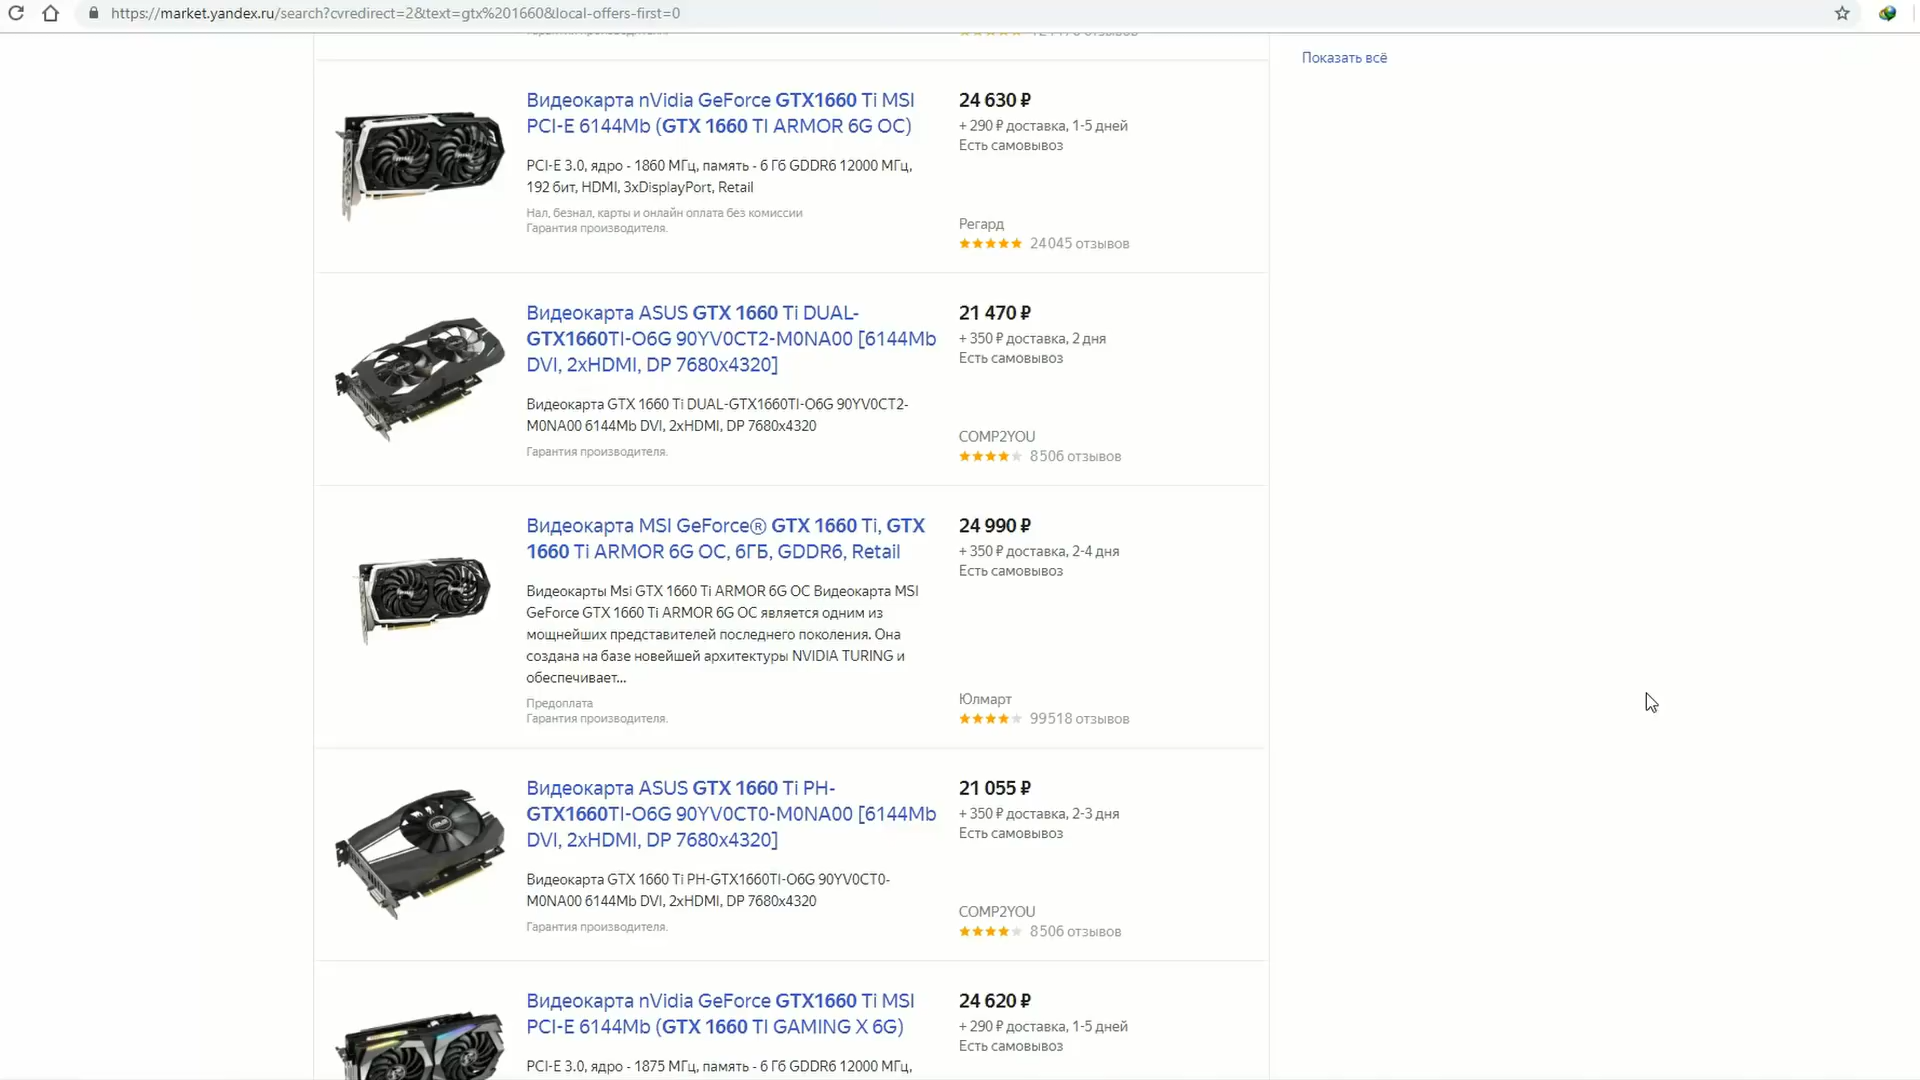 https://market.yandex.ru/search?cvredirect=2&text=gtx%201660&local-offers-first=0
Показать всё
Видеокарта nVidia GeForce GTX1660 Ti MSI
PCI-E 6144Mb (GTX 1660 TI ARMOR 6G OC)
PCI-E 3.0, ядро - 1860 МГц, память - 6 Гб GDDR6 12000 МГц,
192 бит, HDMI, 3xDisplayPort, Retail
Нал, безнал, карты и онлайн оплата без комиссии
Гарантия производителя.
24 630 ₽
+ 290 ₽ доставка, 1-5 дней
Есть самовывоз
Регард
24045 отзывов
Видеокарта ASUS GTX 1660 Ti DUAL-
GTX1660TI-O6G 90YV0CT2-M0NA00 [6144Mb
DVI, 2xHDMI, DP 7680x4320]
Видеокарта GTX 1660 Ti DUAL-GTX1660TI-O6G 90YV0CT2-
M0NA00 6144Mb DVI, 2xHDMI, DP 7680x4320
Гарантия производителя.
21 470 ₽
+ 350 ₽ доставка, 2 дня
Есть самовывоз
COMP2YOU
8506 отзывов
Видеокарта MSI GeForce® GTX 1660 Ti, GTX
1660 Ti ARMOR 6G OC, 6ГБ, GDDR6, Retail
Видеокарты Msi GTX 1660 Ti ARMOR 6G OC Видеокарта MSI
GeForce GTX 1660 Ti ARMOR 6G OC является одним из
мощнейших представителей последнего поколения. Она
создана на базе новейшей архитектуры NVIDIA TURING и
обеспечивает...
Предоплата
Гарантия производителя.
24 990 ₽
+ 350 ₽ доставка, 2-4 дня
Есть самовывоз
Юлмарт
99518 отзывов
Видеокарта ASUS GTX 1660 Ti PH-
GTX1660TI-O6G 90YV0CT0-M0NA00 [6144Mb
DVI, 2xHDMI, DP 7680x4320]
Видеокарта GTX 1660 Ti PH-GTX1660TI-O6G 90YV0CT0-
M0NA00 6144Mb DVI, 2xHDMI, DP 7680x4320
Гарантия производителя.
21 055 ₽
+ 350 ₽ доставка, 2-3 дня
Есть самовывоз
COMP2YOU
8506 отзывов
Видеокарта nVidia GeForce GTX1660 Ti MSI
PCI-E 6144Mb (GTX 1660 TI GAMING X 6G)
PCI-E 3.0, ядро - 1875 МГц, память - 6 Гб GDDR6 12000 МГц,
24 620 ₽
+ 290 ₽ доставка, 1-5 дней
Есть самовывоз